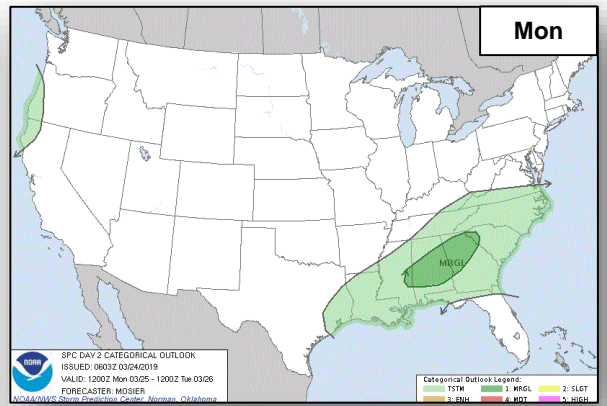 Mon
MRGL
NOAA
SPC DAY 2 CATEGORICAL OUTLOOK
ISSUED: 0603Z 03/24/2019
VALID: 1200Z Mon 03/25 - 1200Z Tue 03/26
FORECASTER: MOSIER
NOAA/NWS Storm Prediction Center, Norman, Oklahoma
Categorical Outlook Legend:
TSTM 1: MRGL 2: SLGT
3: ENH 4: MDT 5: HIGH